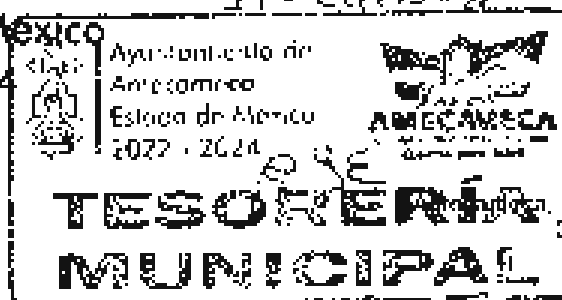 México
Ayuntamiento de
Amecameca
Estado de México
2022 - 2024
AMECAMECA
TESORERÍA
MUNICIPAL